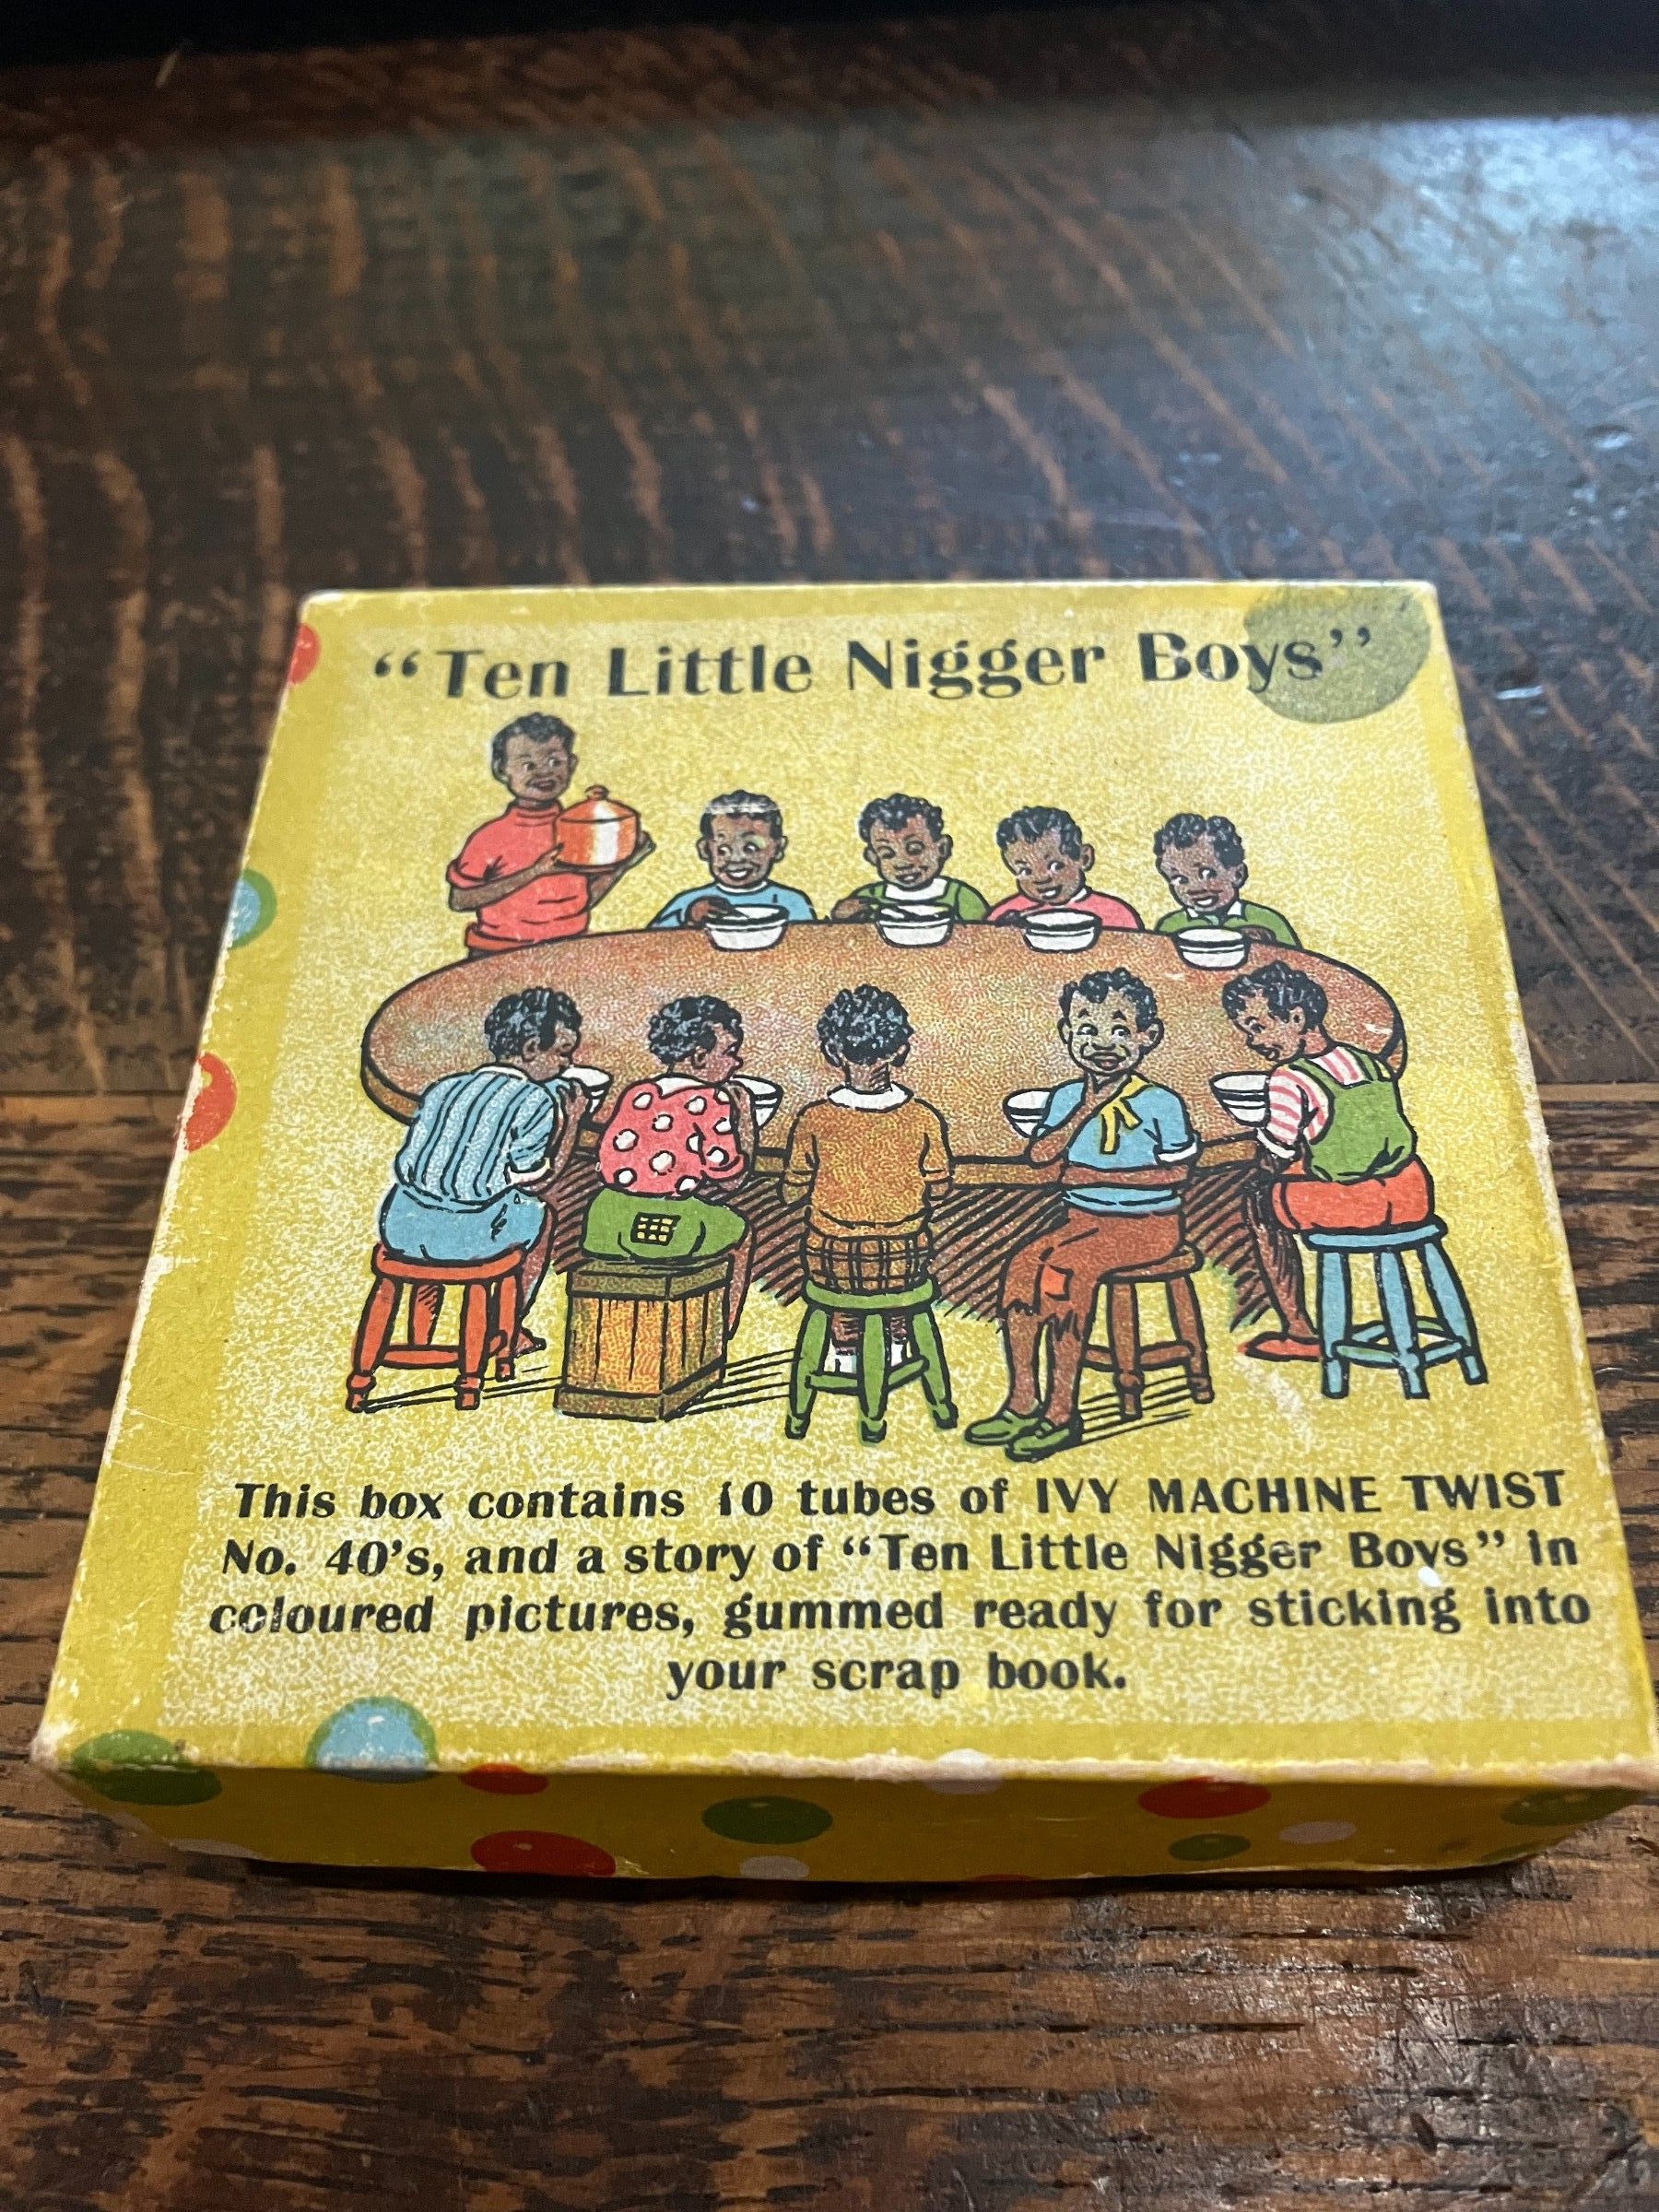 “Ten Little Nigger Boys”
This box contains 10 tubes of IVY MACHINE TWIST
No. 40’s, and a story of “Ten Little Nigger Boys” in
coloured pictures, gummed ready for sticking into
your scrap book.